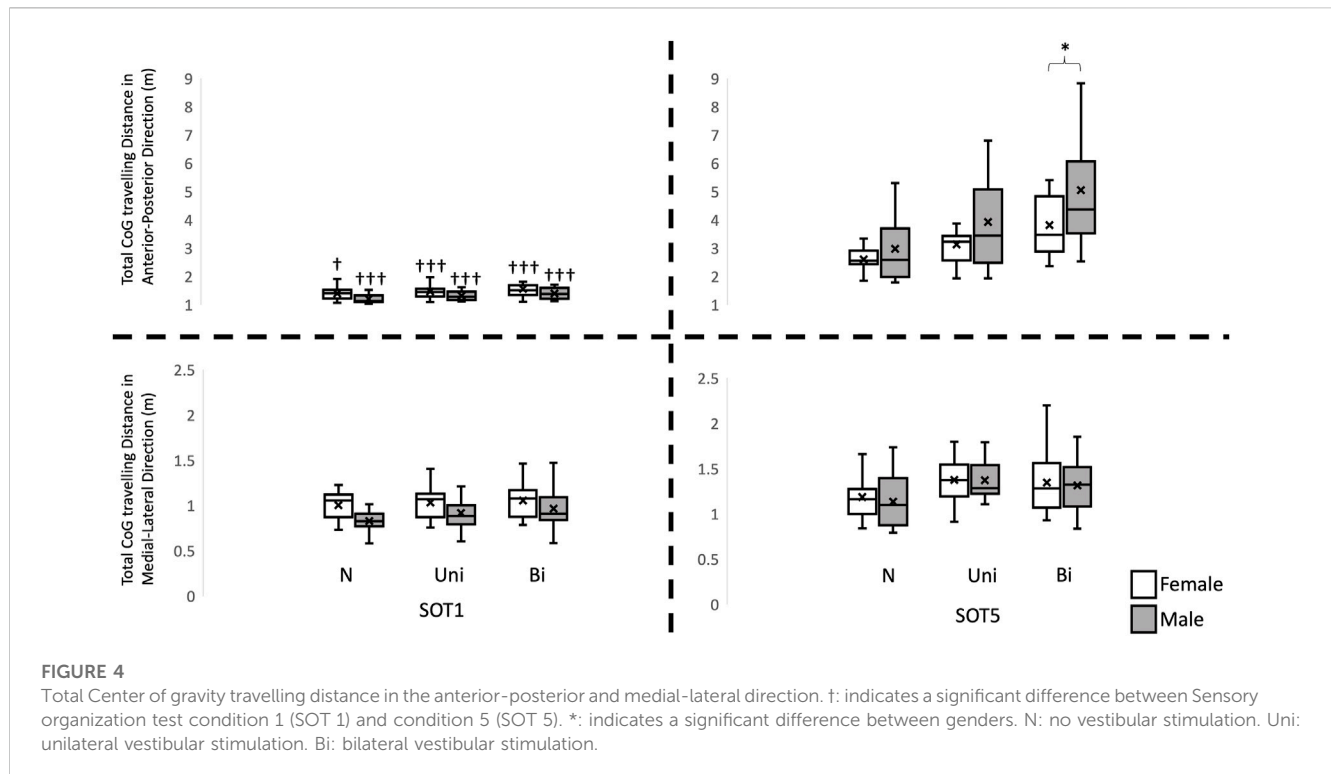 Total CoG travelling Distance in
Anterior-Posterior Direction (m)
9
8
7
6
5
4
3
2
1
†
†††
†††
†††
†††
†††
9
8
7
6
5
4
3
2
1
*
Total CoG travelling Distance in
Medial-Lateral Direction (m)
2.5
2
1.5
1
0.5
0
N Uni Bi
SOT1
2.5
2
1.5
1
0.5
0
N Uni Bi
SOT5
Female
Male
FIGURE 4
Total Center of gravity travelling distance in the anterior-posterior and medial-lateral direction. †: indicates a significant difference between Sensory
organization test condition 1 (SOT 1) and condition 5 (SOT 5). *: indicates a significant difference between genders. N: no vestibular stimulation. Uni:
unilateral vestibular stimulation. Bi: bilateral vestibular stimulation.